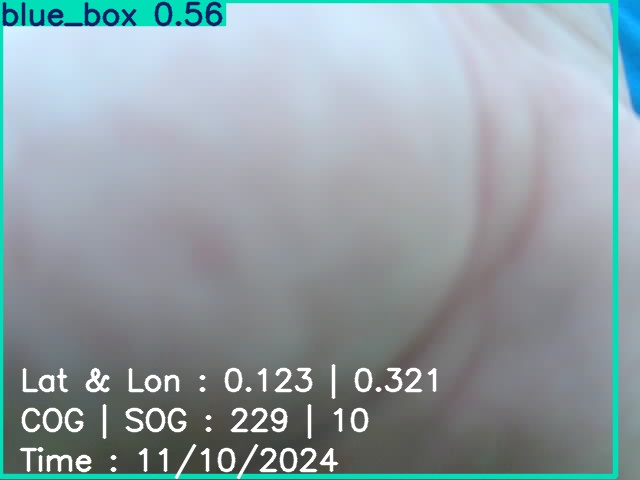 blue_box 0.56
Lat & Lon : 0.123 | 0.321
COG | SOG : 229 | 10
Time : 11/10/2024